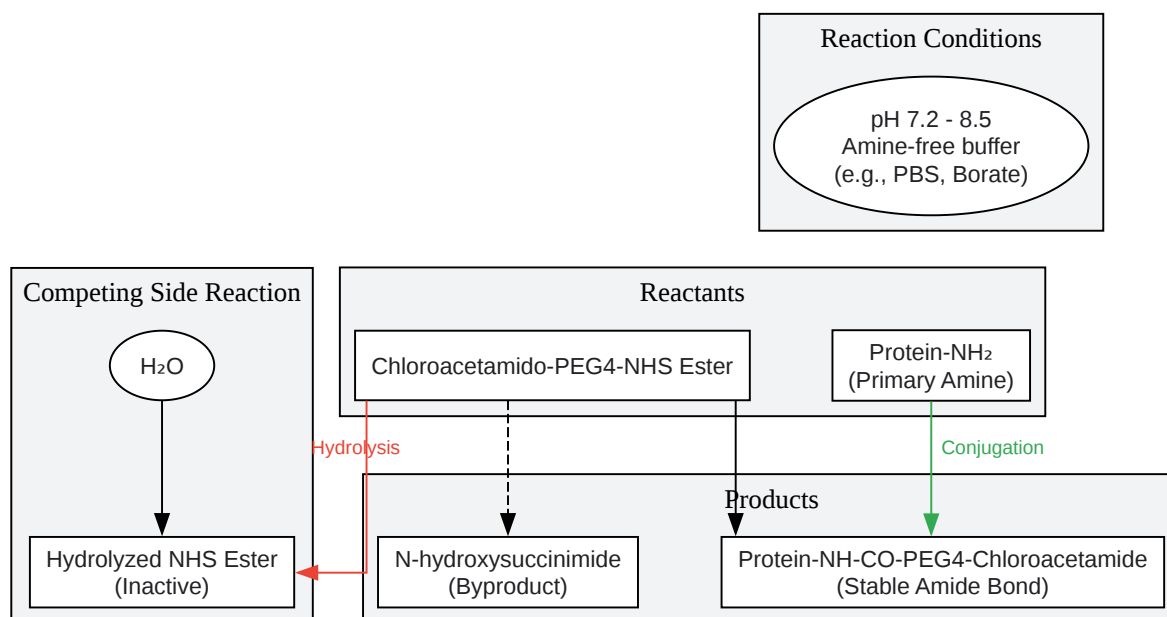 Reaction Conditions
pH 7.2 - 8.5
Amine-free buffer
(e.g., PBS, Borate)
Competing Side Reaction
H₂O
Reactants
Chloroacetamido-PEG4-NHS Ester
Protein-NH₂
(Primary Amine)
Hydrolysis
Conjugation
Products
Hydrolyzed NHS Ester
(Inactive)
N-hydroxysuccinimide
(Byproduct)
Protein-NH-CO-PEG4-Chloroacetamide
(Stable Amide Bond)